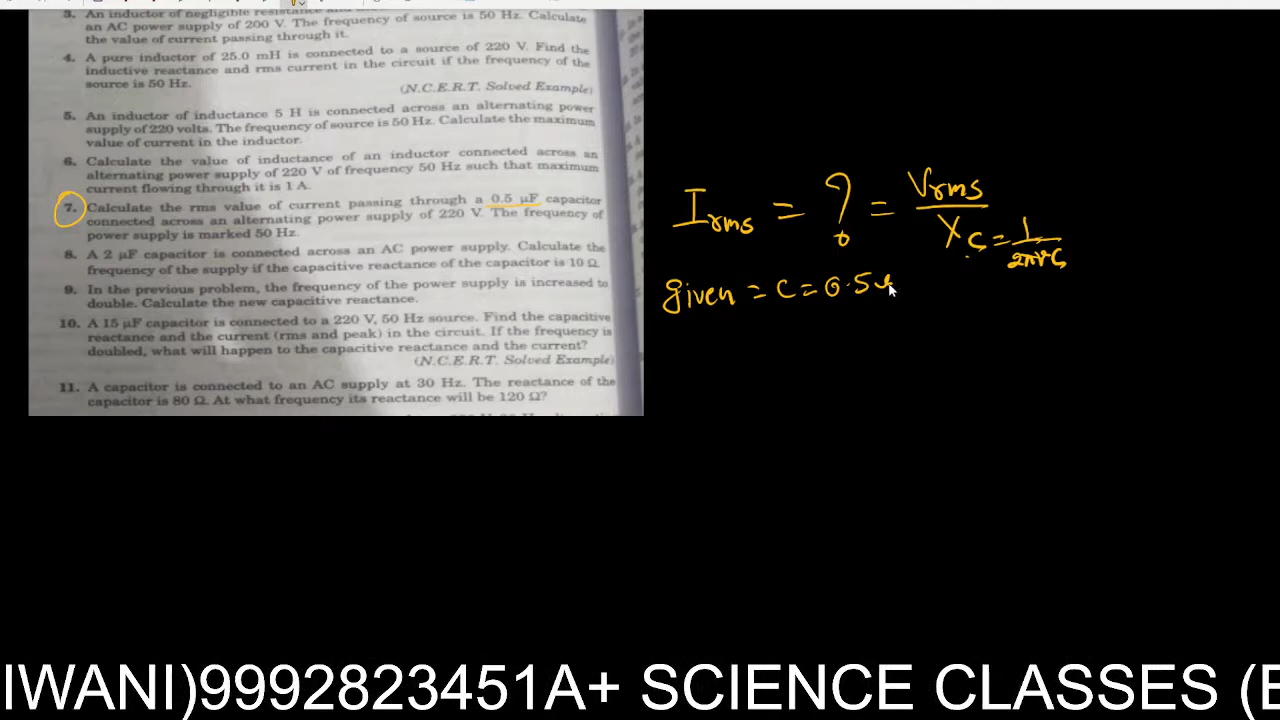 3. An inductor of negligible resistance and
an AC power supply of 200 V. The frequency of source is 50 Hz. Calculate
the value of current passing through it.
4. A pure inductor of 25.0 mH is connected to a source of 220 V. Find the
inductive reactance and rms current in the circuit if the frequency of the
source is 50 Hz.
(N.C.E.R.T. Solved Example)
5. An inductor of inductance 5 H is connected across an alternating power
supply of 220 volts. The frequency of source is 50 Hz. Calculate the maximum
value of current in the inductor.
6. Calculate the value of inductance of an inductor connected across an
alternating power supply of 220 V of frequency 50 Hz such that maximum
current flowing through it is 1 A.
7. Calculate the rms value of current passing through a 0.5 μF capacitor
connected across an alternating power supply of 220 V. The frequency of
power supply is marked 50 Hz.
8. A 2 μF capacitor is connected across an AC power supply. Calculate the
frequency of the supply if the capacitive reactance of the capacitor is 10 Ω.
9. In the previous problem, the frequency of the power supply is increased to
double. Calculate the new capacitive reactance.
10. A 15 μF capacitor is connected to a 220 V, 50 Hz source. Find the capacitive
reactance and the current (rms and peak) in the circuit. If the frequency is
doubled, what will happen to the capacitive reactance and the current?
(N.C.E.R.T. Solved Example)
11. A capacitor is connected to an AC supply at 30 Hz. The reactance of the
capacitor is 80 Ω. At what frequency its reactance will be 120 Ω?
Irms = ? = Vrms / Xc = 1 / 2πνC
given = C = 0.5
IWANI)9992823451A+ SCIENCE CLASSES (E